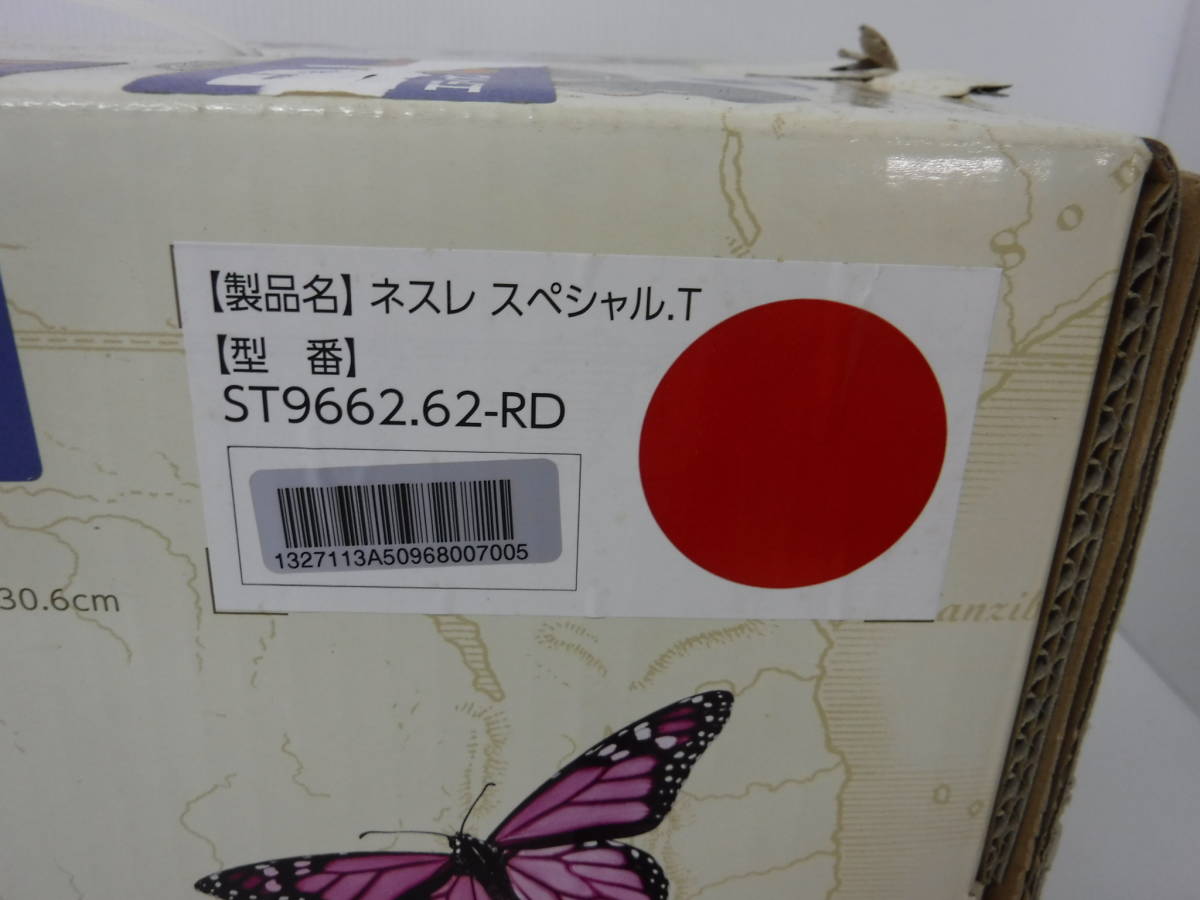 【製品名】ネスレ スペシャル.T
【型　番】
ST9662.62-RD
1327113A50968007005
30.6cm